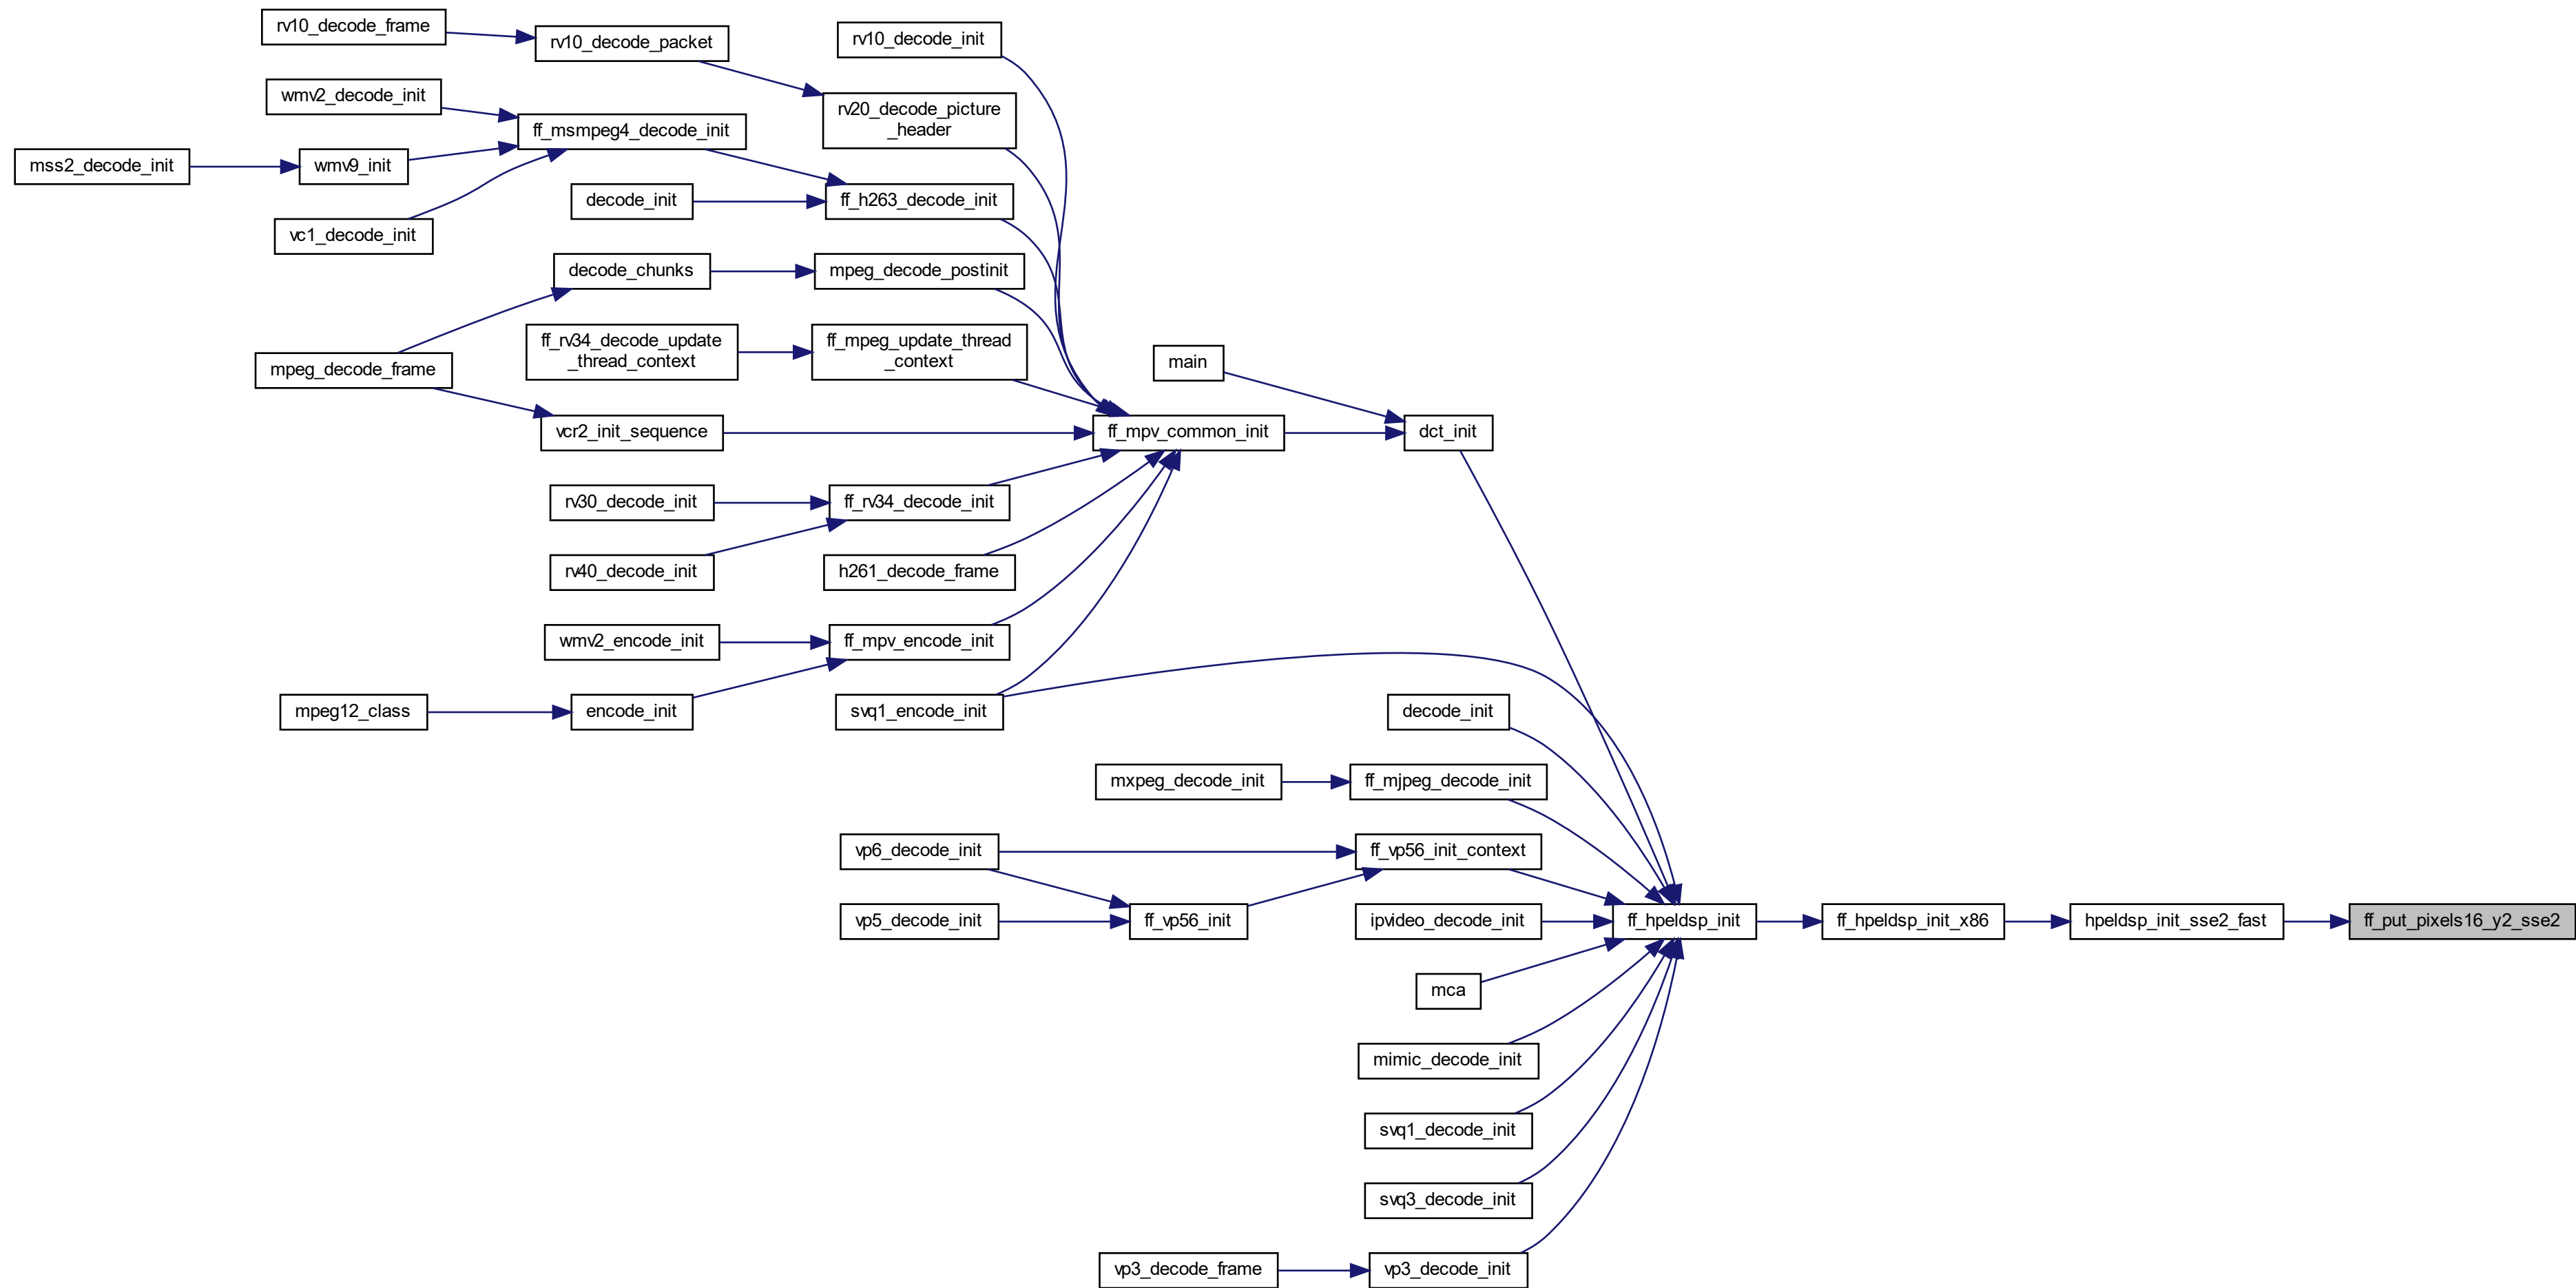 rv10_decode_frame
rv10_decode_packet
rv10_decode_init
wmv2_decode_init
rv20_decode_picture
_header
ff_msmpeg4_decode_init
mss2_decode_init
wmv9_init
decode_init
ff_h263_decode_init
vc1_decode_init
decode_chunks
mpeg_decode_postinit
ff_rv34_decode_update
_thread_context
ff_mpeg_update_thread
_context
main
mpeg_decode_frame
vcr2_init_sequence
ff_mpv_common_init
dct_init
rv30_decode_init
ff_rv34_decode_init
rv40_decode_init
h261_decode_frame
wmv2_encode_init
ff_mpv_encode_init
mpeg12_class
encode_init
svq1_encode_init
decode_init
mxpeg_decode_init
ff_mjpeg_decode_init
vp6_decode_init
ff_vp56_init_context
vp5_decode_init
ff_vp56_init
ipvideo_decode_init
ff_hpeldsp_init
ff_hpeldsp_init_x86
hpeldsp_init_sse2_fast
ff_put_pixels16_y2_sse2
mca
mimic_decode_init
svq1_decode_init
svq3_decode_init
vp3_decode_frame
vp3_decode_init